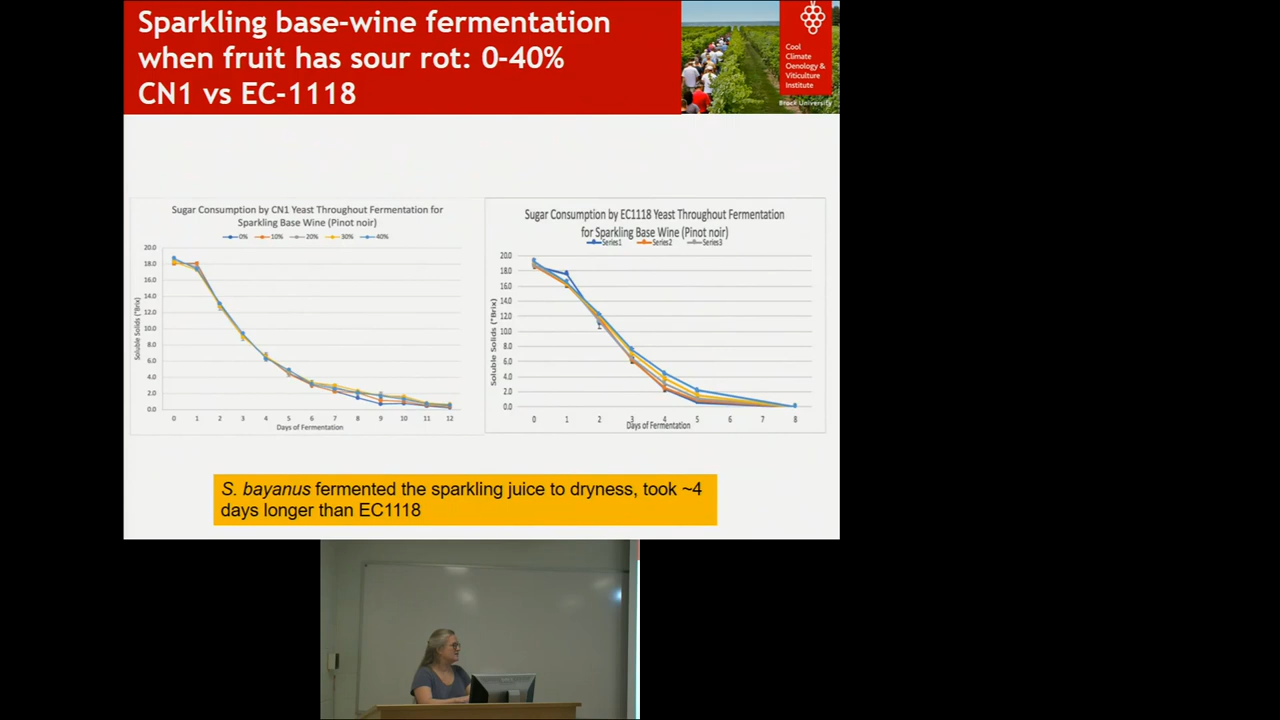 Sparkling base-wine fermentation
when fruit has sour rot: 0-40%
CN1 vs EC-1118
Cool
Climate
Oenology &
Viticulture
Institute
Brock University
Sugar Consumption by CN1 Yeast Throughout Fermentation for
Sparkling Base Wine (Pinot noir)
0% 10% 20% 30% 40%
Soluble Solids (°Brix)
20.0
18.0
16.0
14.0
12.0
10.0
8.0
6.0
4.0
2.0
0.0
0 1 2 3 4 5 6 7 8 9 10 11 12
Days of Fermentation
Sugar Consumption by EC1118 Yeast Throughout Fermentation
for Sparkling Base Wine (Pinot noir)
Series1 Series2 Series3
Soluble Solids (°Brix)
20.0
18.0
16.0
14.0
12.0
10.0
8.0
6.0
4.0
2.0
0.0
0 1 2 3 4 5 6 7 8
Days of Fermentation
S. bayanus fermented the sparkling juice to dryness, took ~4
days longer than EC1118